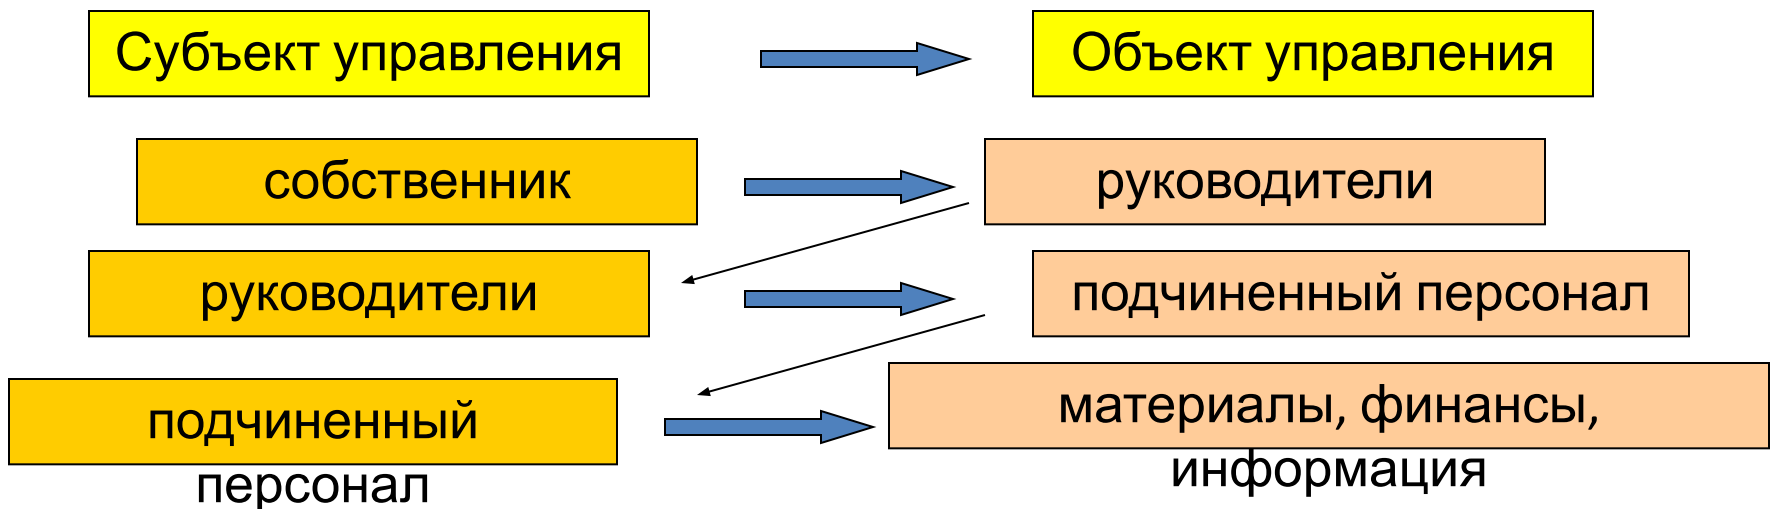 Субъект управления
Объект управления
собственник
руководители
руководители
подчиненный персонал
подчиненный
персонал
материалы, финансы,
информация